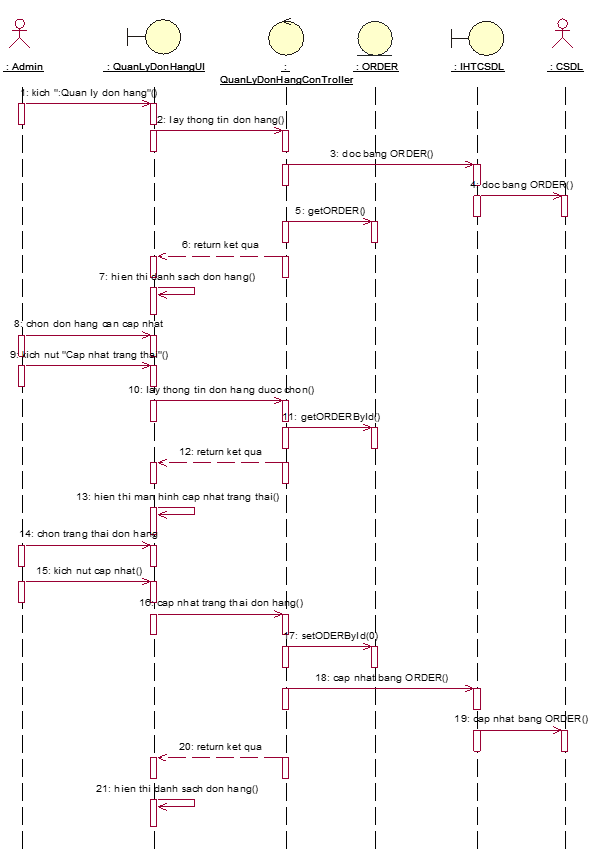 : Admin
: QuanLyDonHangUI
:
QuanLyDonHangConTroller
: ORDER
: IHTCSDL
: CSDL
1: kich ":Quan ly don hang"()
2: lay thong tin don hang()
3: doc bang ORDER()
4: doc bang ORDER()
5: getORDER()
6: return ket qua
7: hien thi danh sach don hang()
8: chon don hang can cap nhat
9: kich nut "Cap nhat trang thai"()
10: lay thong tin don hang duoc chon()
11: getORDERById()
12: return ket qua
13: hien thi man hinh cap nhat trang thai()
14: chon trang thai don hang
15: kich nut cap nhat()
16: cap nhat trang thai don hang()
17: setODERById(0)
18: cap nhat bang ORDER()
19: cap nhat bang ORDER()
20: return ket qua
21: hien thi danh sach don hang()